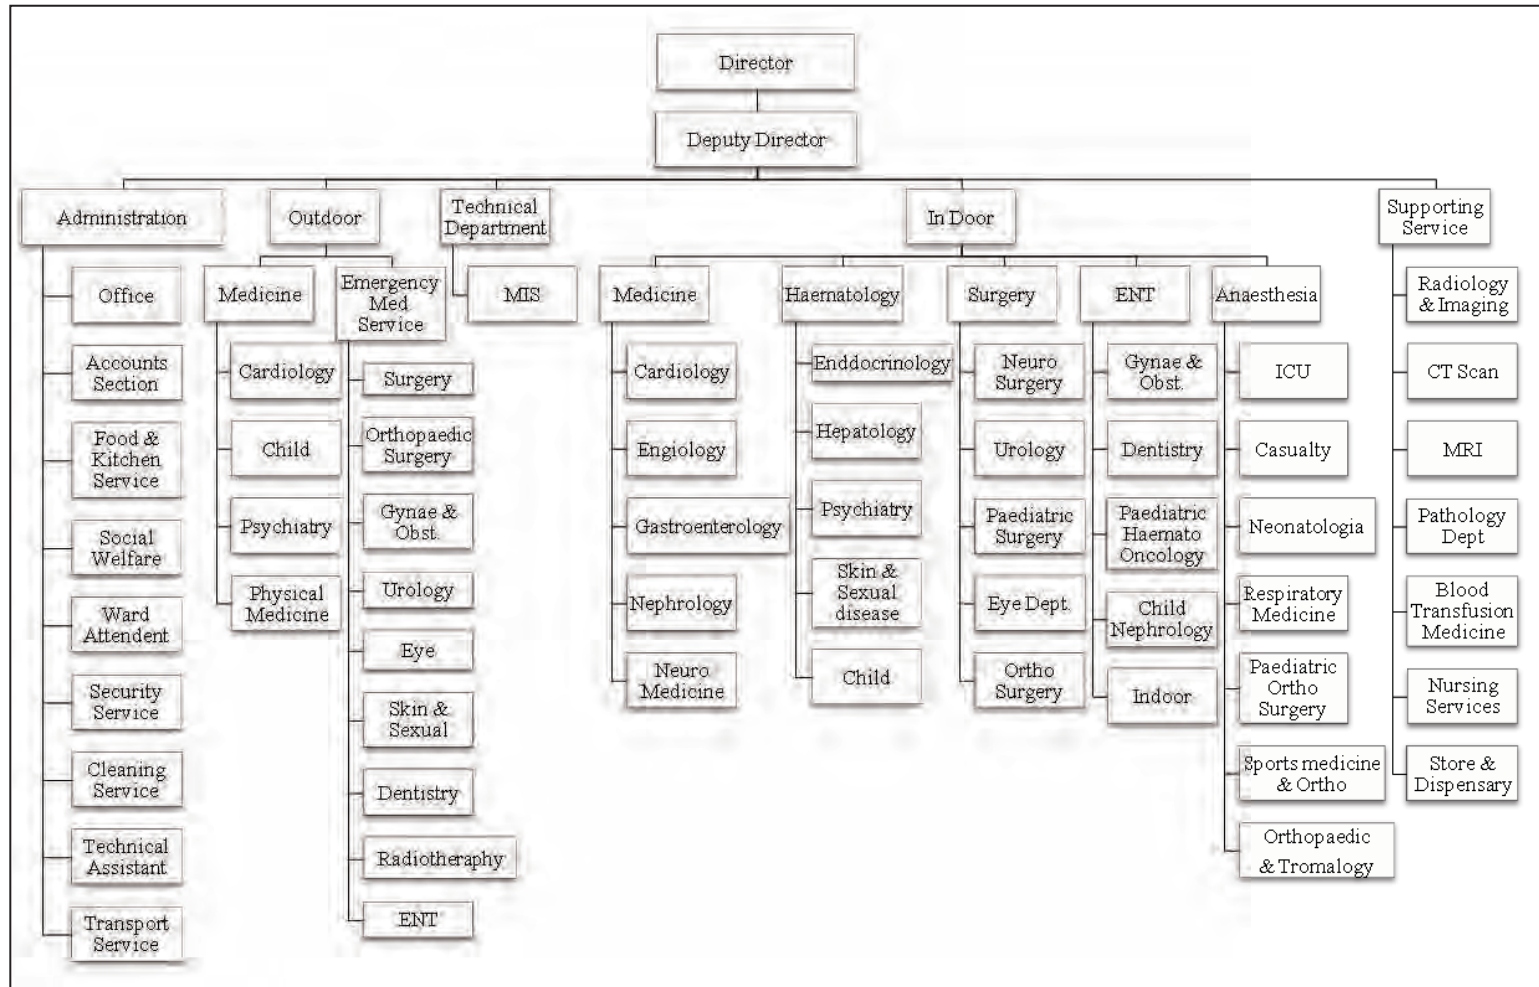 Director
Deputy Director
Administration
Office
Accounts
Section
Food &
Kitchen
Service
Social
Welfare
Ward
Attendent
Security
Service
Cleaning
Service
Technical
Assistant
Transport
Service
Outdoor
Medicine
Cardiology
Child
Psychiatry
Physical
Medicine
Emergency
Med
Service
Surgery
Orthopaedic
Surgery
Gynae &
Obst.
Urology
Eye
Skin &
Sexual
Dentistry
Radiotheraphy
ENT
Technical
Department
MIS
In Door
Medicine
Cardiology
Engiology
Gastroenterology
Nephrology
Neuro
Medicine
Haematology
Enddocrinology
Hepatology
Psychiatry
Skin &
Sexual
disease
Child
Surgery
Neuro
Surgery
Urology
Paediatric
Surgery
Eye Dept.
Ortho
Surgery
ENT
Gynae &
Obst.
Dentistry
Paediatric
Haemato
Oncology
Child
Nephrology
Indoor
Anaesthesia
ICU
Casualty
Neonatologia
Respiratory
Medicine
Paediatric
Ortho
Surgery
Sports medicine
& Ortho
Orthopaedic
& Tromalogy
Supporting
Service
Radiology
& Imaging
CT Scan
MRI
Pathology
Dept
Blood
Transfusion
Medicine
Nursing
Services
Store &
Dispensary